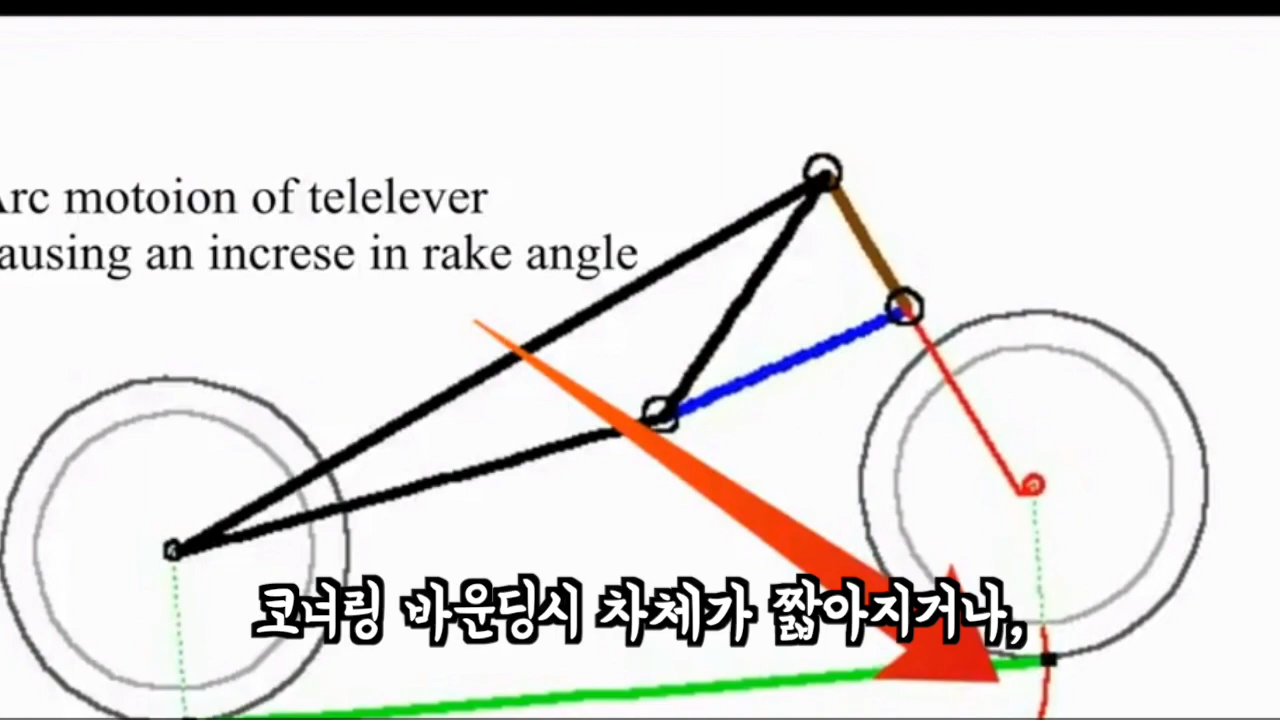 Arc motoion of telelever
ausing an increse in rake angle
코너링 바운딩시 차체가 짧아지거나,